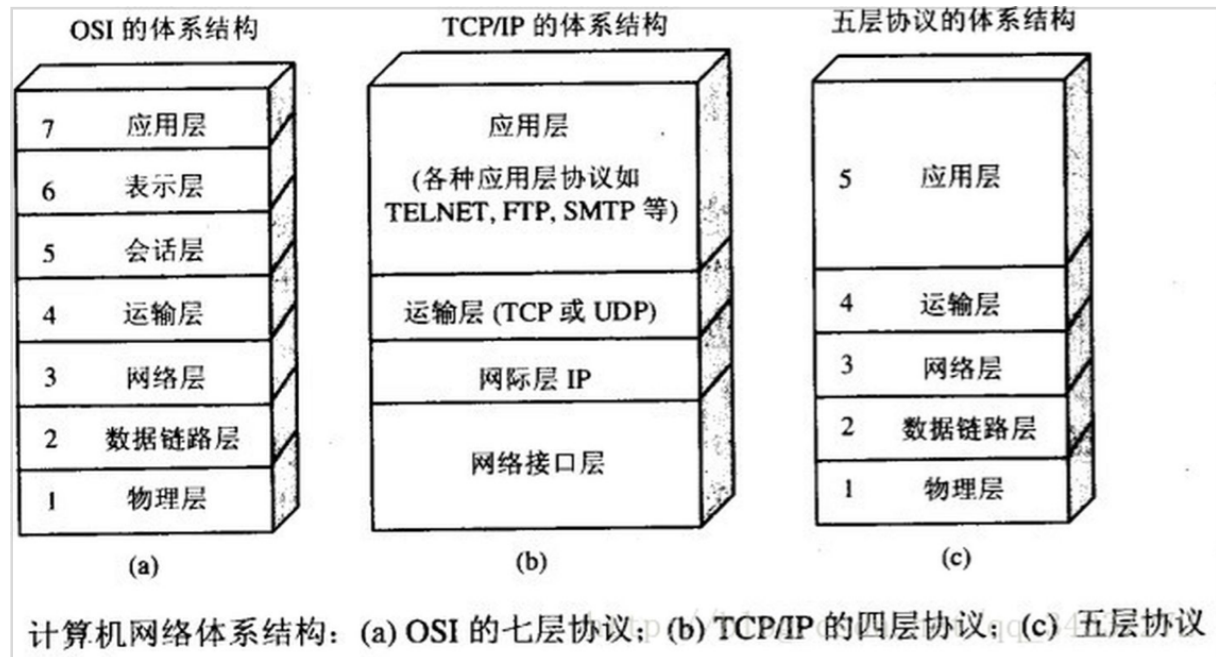 OSI 的体系结构
7 应用层
6 表示层
5 会话层
4 运输层
3 网络层
2 数据链路层
1 物理层
(a)
TCP/IP 的体系结构
应用层
(各种应用层协议如
TELNET, FTP, SMTP 等)
运输层 (TCP 或 UDP)
网际层 IP
网络接口层
(b)
五层协议的体系结构
5 应用层
4 运输层
3 网络层
2 数据链路层
1 物理层
(c)
计算机网络体系结构：(a) OSI 的七层协议；(b) TCP/IP 的四层协议；(c) 五层协议